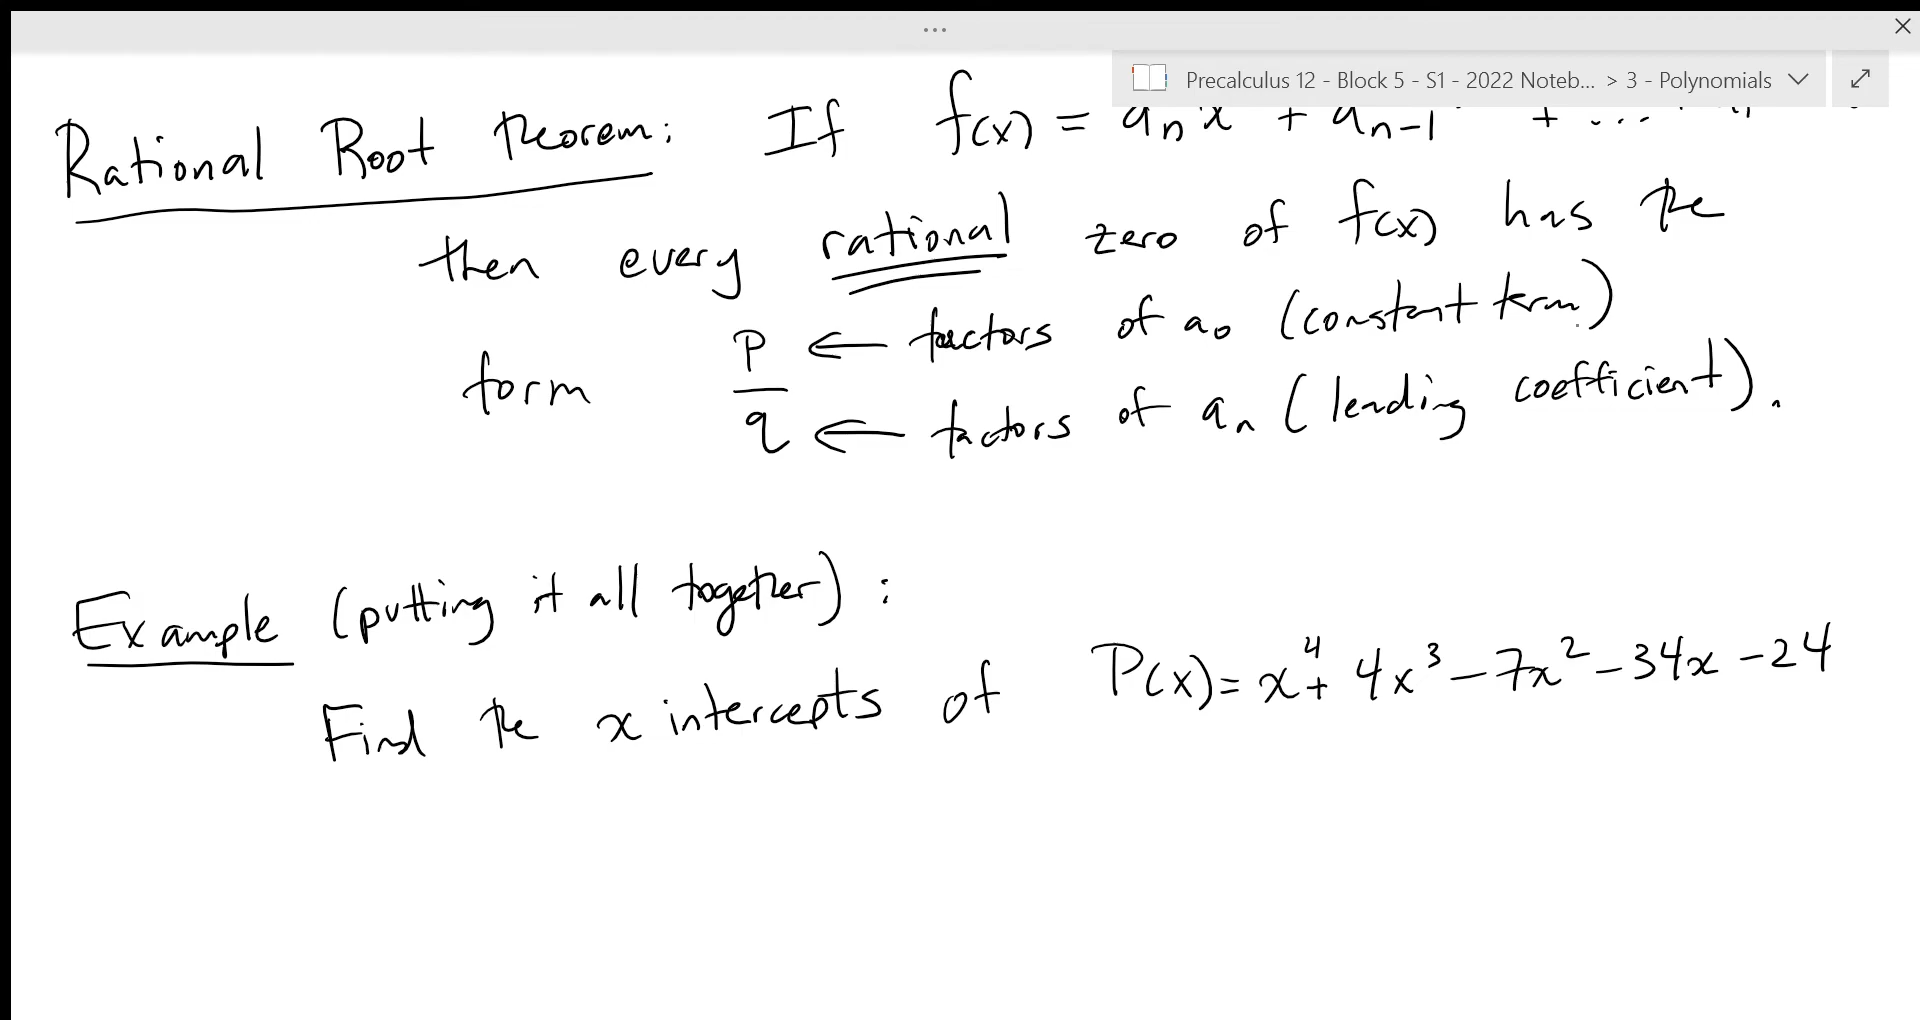 ...
Precalculus 12 - Block 5 - S1 - 2022 Noteb... > 3 - Polynomials
Rational Root theorem: If f(x) = aₙx + aₙ₋₁ + ...
then every rational zero of f(x) has the
form p ← factors of a₀ (constant term)
q ← factors of aₙ (leading coefficient).
Example (putting it all together):
Find the x intercepts of P(x) = x⁴ + 4x³ - 7x² - 34x - 24